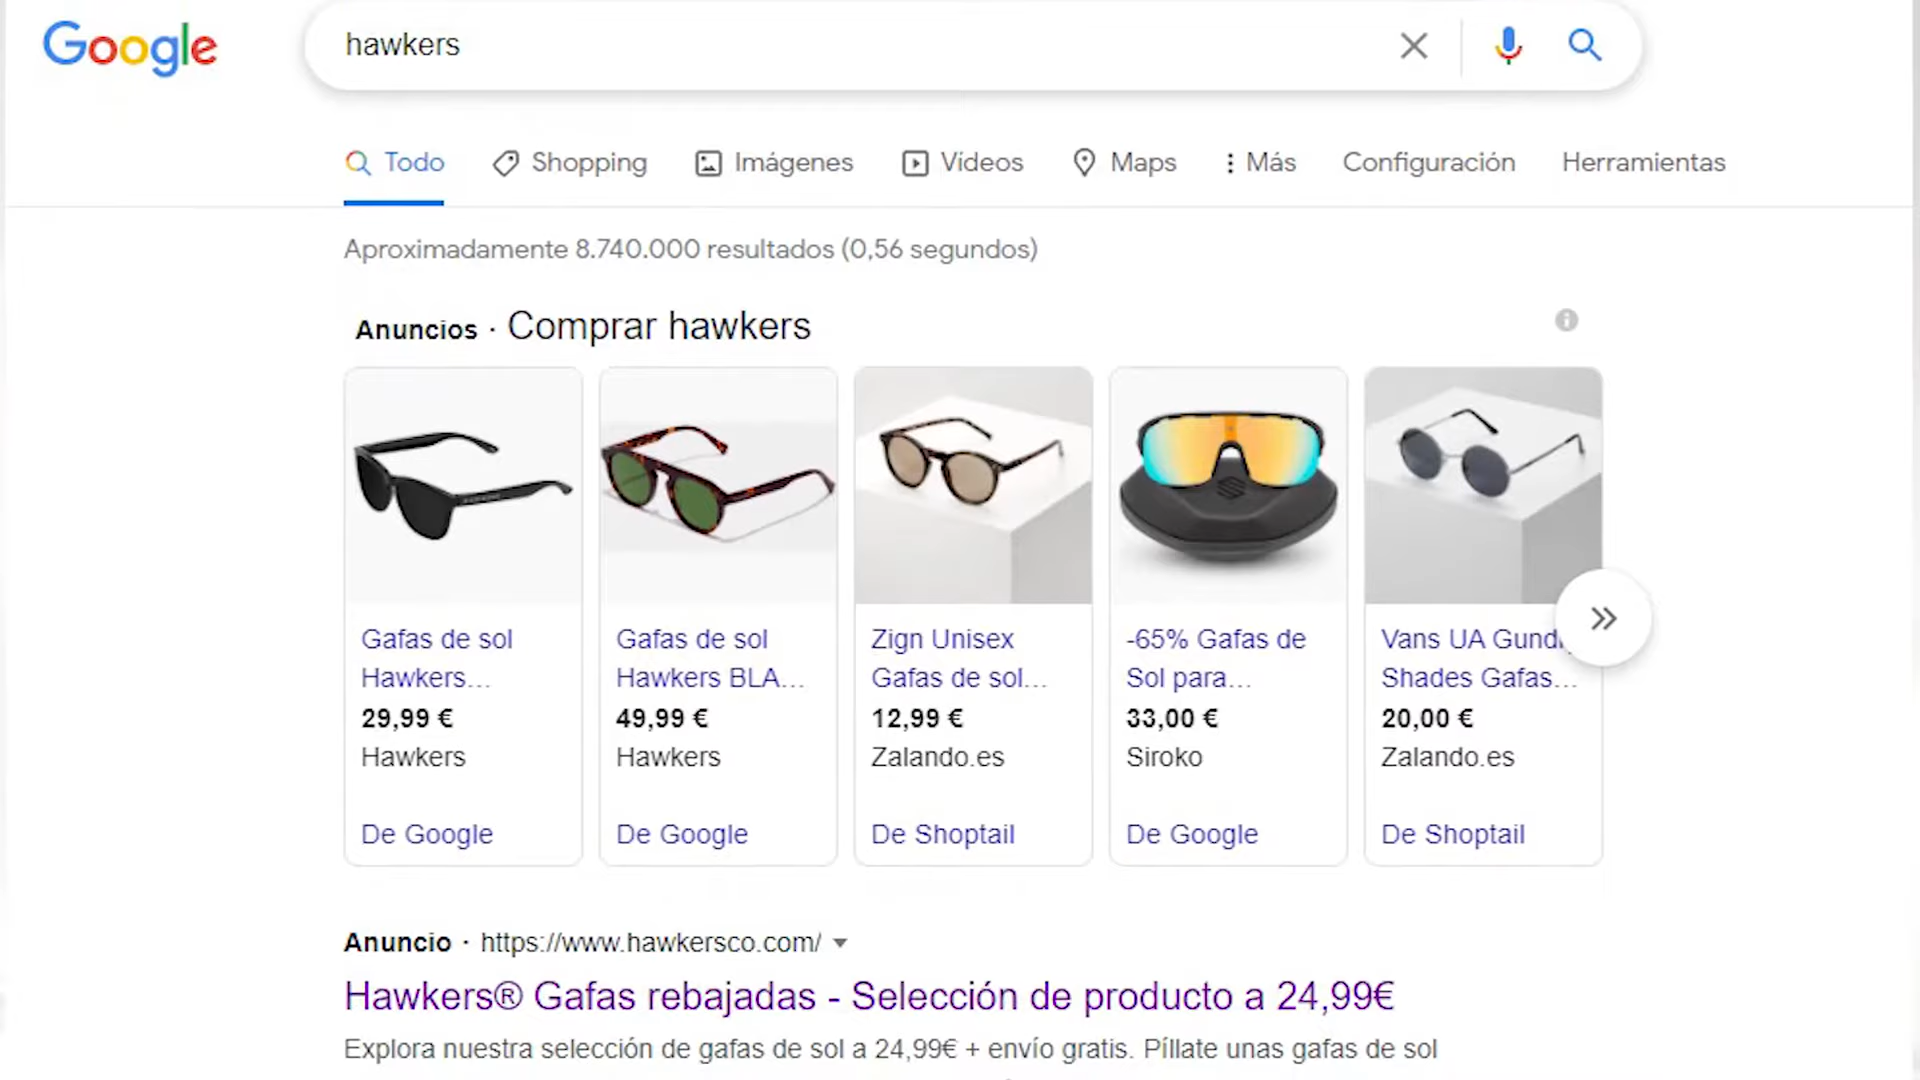 Google
hawkers
Todo
Shopping
Imágenes
Vídeos
Maps
Más
Configuración
Herramientas
Aproximadamente 8.740.000 resultados (0,56 segundos)
Anuncios · Comprar hawkers
Gafas de sol
Hawkers...
29,99 €
Hawkers
De Google
Gafas de sol
Hawkers BLA...
49,99 €
Hawkers
De Google
Zign Unisex
Gafas de sol...
12,99 €
Zalando.es
De Shoptail
-65% Gafas de
Sol para...
33,00 €
Siroko
De Google
Vans UA
Shades Gafas...
20,00 €
Zalando.es
De Shoptail
Anuncio · https://www.hawkersco.com/
Hawkers® Gafas rebajadas - Selección de producto a 24,99€
Explora nuestra selección de gafas de sol a 24,99€ + envío gratis. Píllate unas gafas de sol